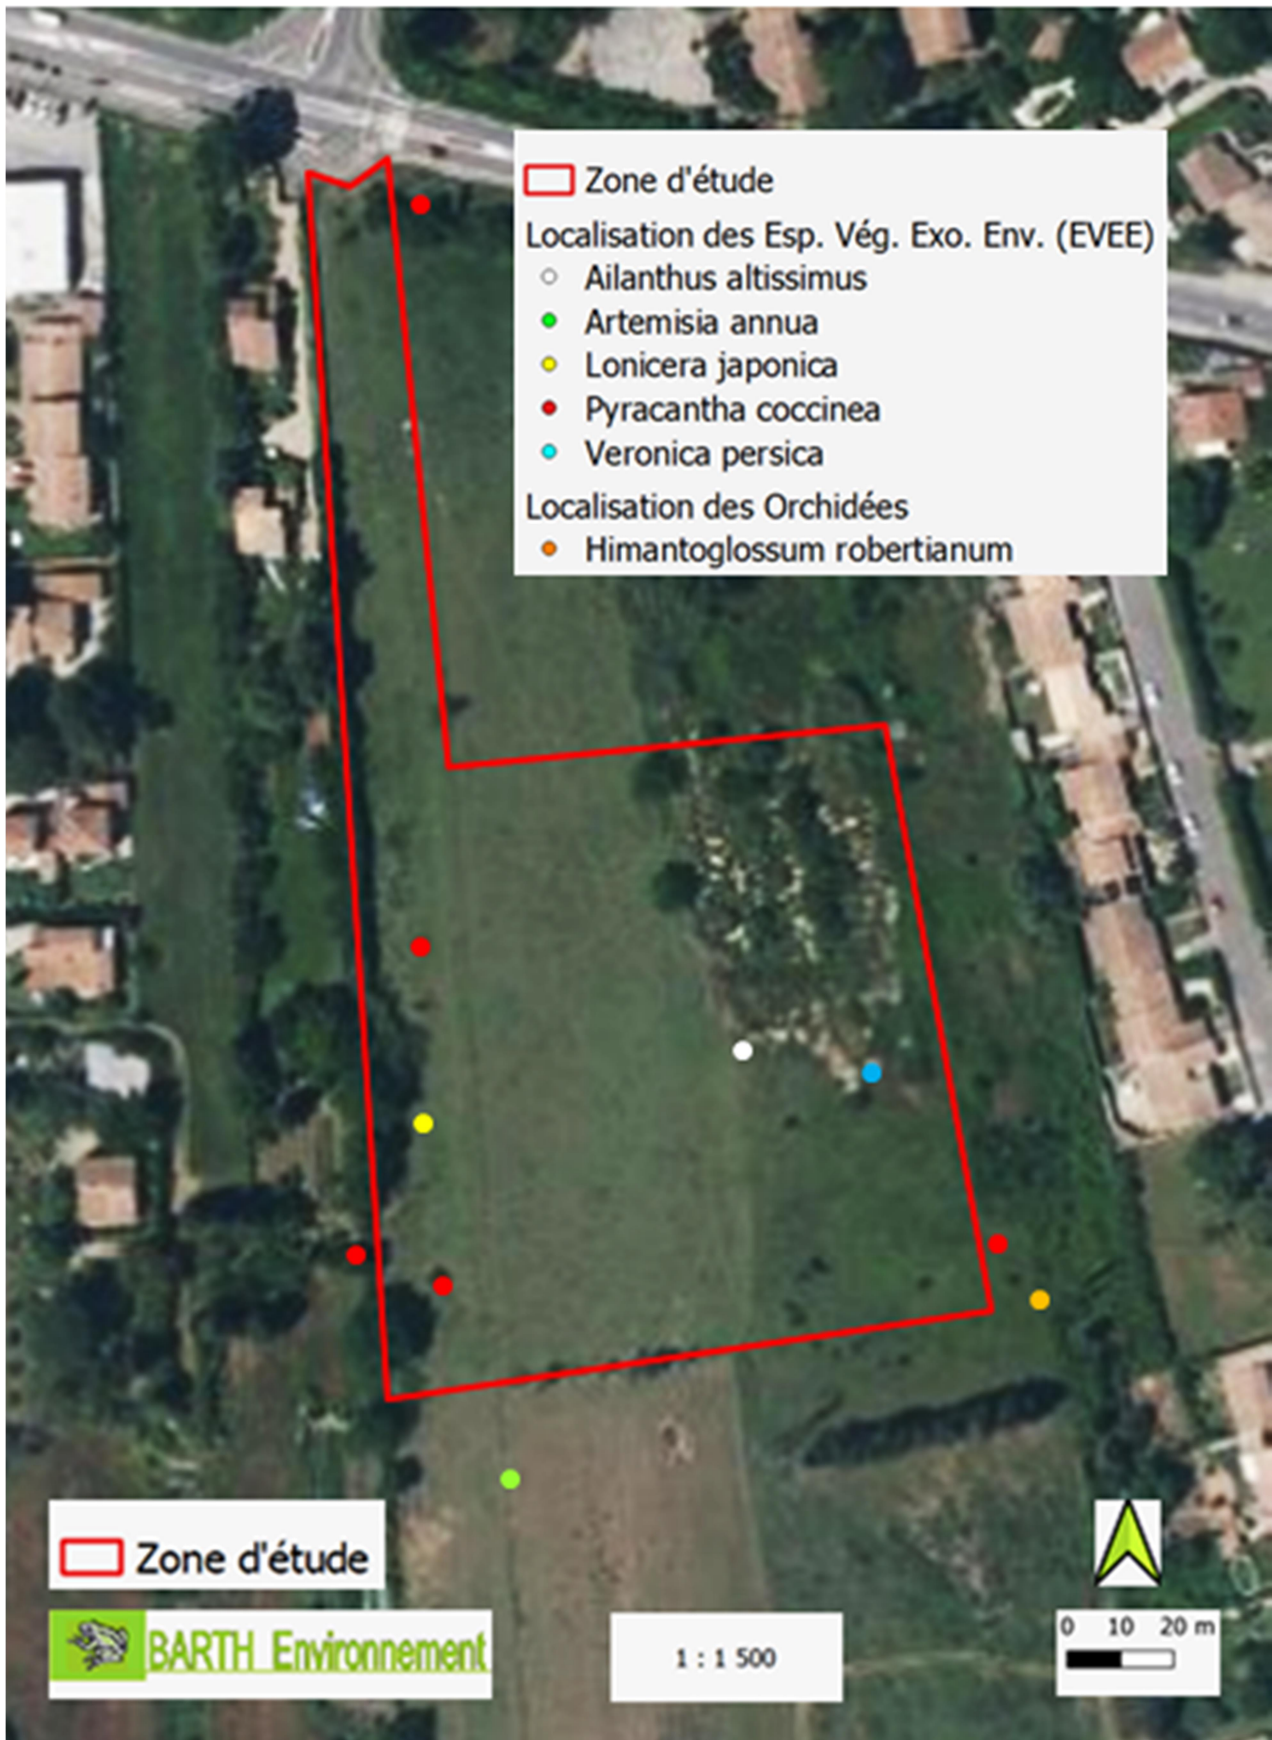 Zone d'étude
Localisation des Esp. Vég. Exo. Env. (EVEE)
Ailanthus altissimus
Artemisia annua
Lonicera japonica
Pyracantha coccinea
Veronica persica
Localisation des Orchidées
Himantoglossum robertianum
Zone d'étude
BARTH Environnement
1 : 1 500
0 10 20 m